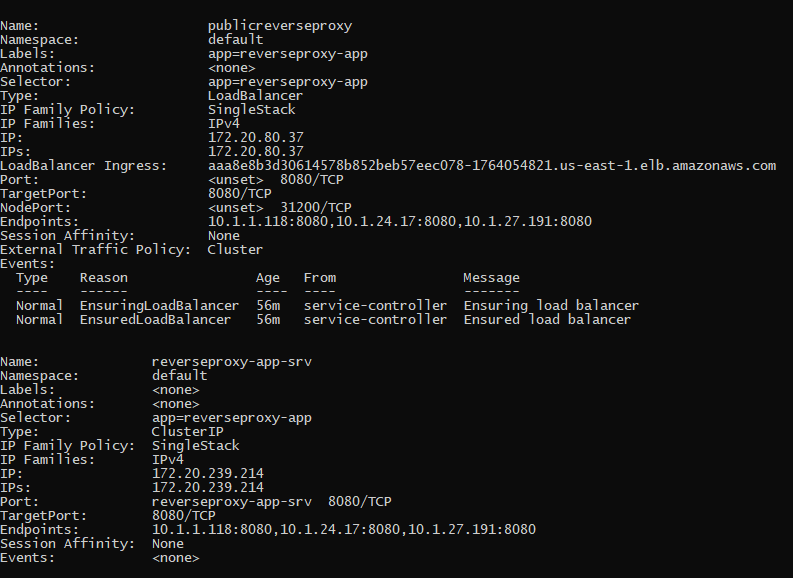 Name:                     publicreverseproxy
Namespace:                default
Labels:                   app=reverseproxy-app
Annotations:              <none>
Selector:                 app=reverseproxy-app
Type:                     LoadBalancer
IP Family Policy:         SingleStack
IP Families:              IPv4
IP:                       172.20.80.37
IPs:                      172.20.80.37
LoadBalancer Ingress:     aaa8e8b3d30614578b852beb57eec078-1764054821.us-east-1.elb.amazonaws.com
Port:                     <unset>  8080/TCP
TargetPort:               8080/TCP
NodePort:                 <unset>  31200/TCP
Endpoints:                10.1.1.118:8080,10.1.24.17:8080,10.1.27.191:8080
Session Affinity:         None
External Traffic Policy:  Cluster
Events:
  Type    Reason                Age   From                Message
  ----    ------                ----  ----                -------
  Normal  EnsuringLoadBalancer  56m   service-controller  Ensuring load balancer
  Normal  EnsuredLoadBalancer   56m   service-controller  Ensured load balancer
Name:              reverseproxy-app-srv
Namespace:         default
Labels:            <none>
Annotations:       <none>
Selector:          app=reverseproxy-app
Type:              ClusterIP
IP Family Policy:  SingleStack
IP Families:       IPv4
IP:                172.20.239.214
IPs:               172.20.239.214
Port:              reverseproxy-app-srv  8080/TCP
TargetPort:        8080/TCP
Endpoints:         10.1.1.118:8080,10.1.24.17:8080,10.1.27.191:8080
Session Affinity:  None
Events:            <none>